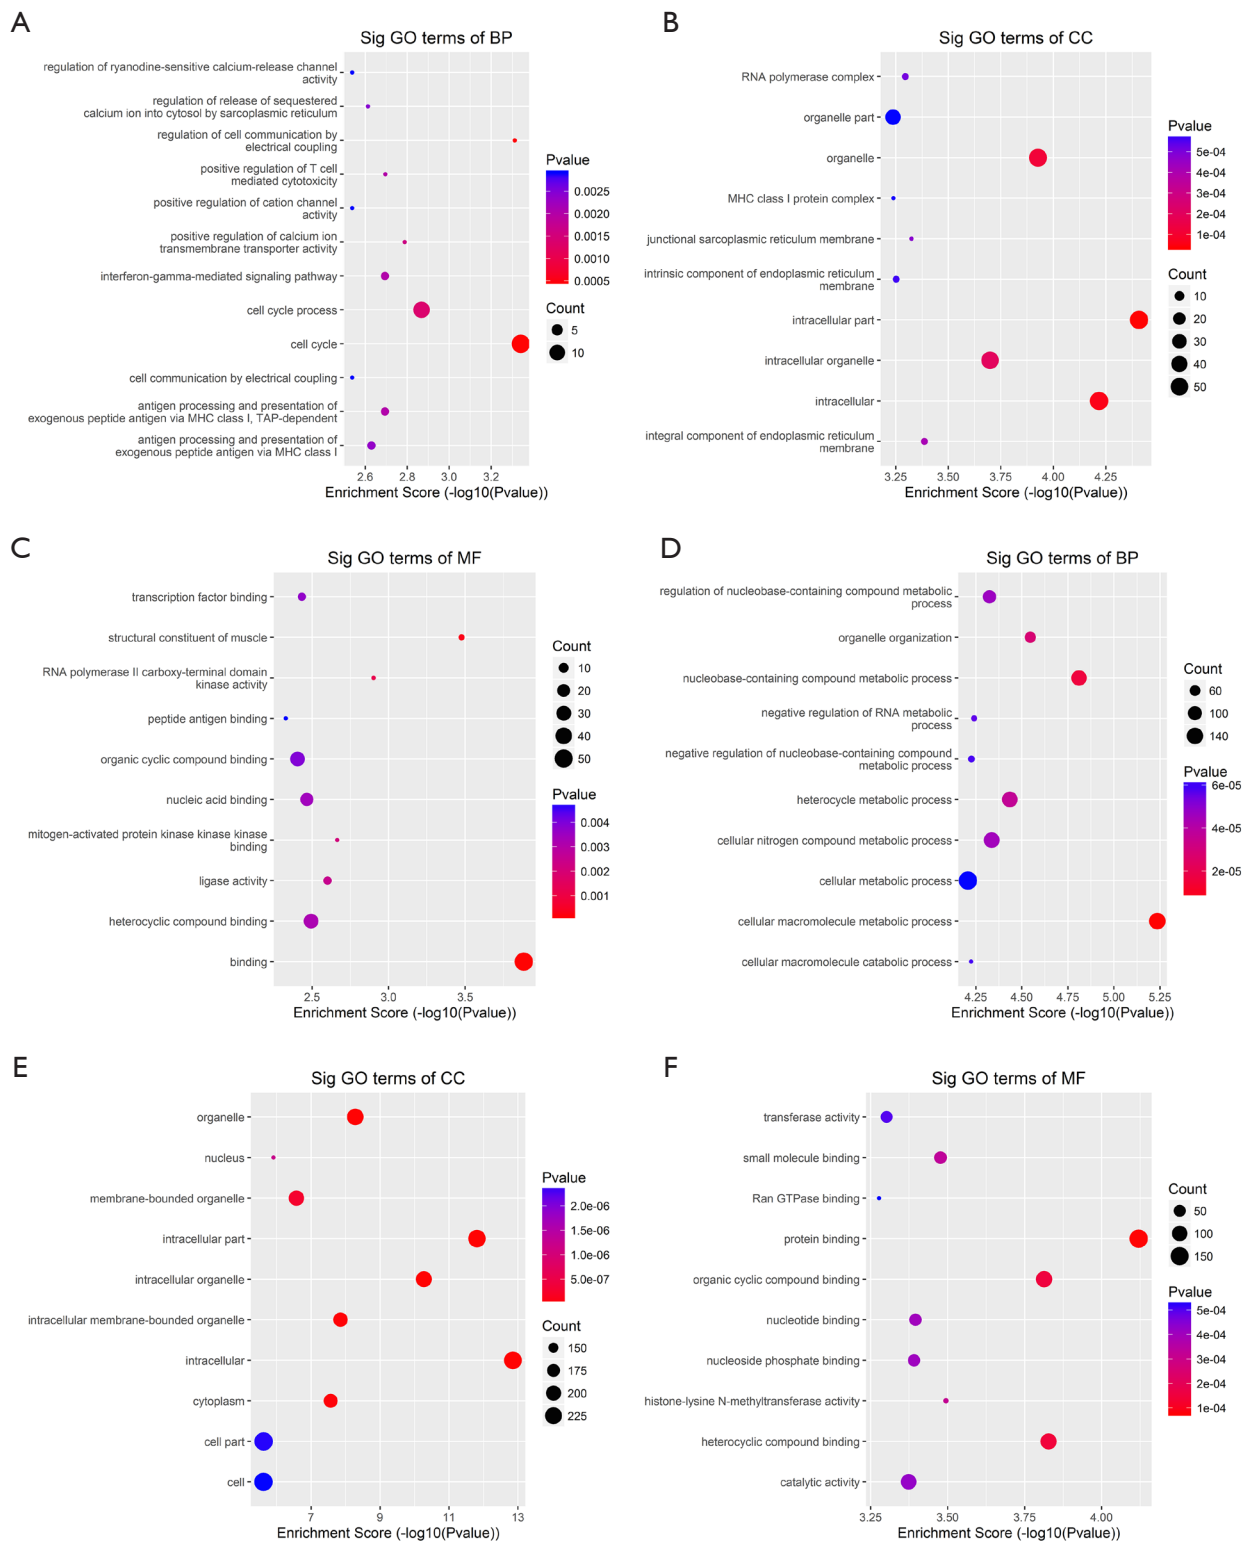 A
Sig GO terms of BP
regulation of ryanodine-sensitive calcium-release channel
activity
regulation of release of sequestered
calcium ion into cytosol by sarcoplasmic reticulum
regulation of cell communication by
electrical coupling
positive regulation of T cell
mediated cytotoxicity
positive regulation of cation channel
activity
positive regulation of calcium ion
transmembrane transporter activity
interferon-gamma-mediated signaling pathway
cell cycle process
cell cycle
cell communication by electrical coupling
antigen processing and presentation of
exogenous peptide antigen via MHC class I, TAP-dependent
antigen processing and presentation of
exogenous peptide antigen via MHC class I
2.6 2.8 3.0 3.2
Enrichment Score (-log10(Pvalue))
Pvalue
0.0025
0.0020
0.0015
0.0010
0.0005
Count
5
10
B
Sig GO terms of CC
RNA polymerase complex
organelle part
organelle
MHC class I protein complex
junctional sarcoplasmic reticulum membrane
intrinsic component of endoplasmic reticulum
membrane
intracellular part
intracellular organelle
intracellular
integral component of endoplasmic reticulum
membrane
3.25 3.50 3.75 4.00 4.25
Enrichment Score (-log10(Pvalue))
Pvalue
5e-04
4e-04
3e-04
2e-04
1e-04
Count
10
20
30
40
50
C
Sig GO terms of MF
transcription factor binding
structural constituent of muscle
RNA polymerase II carboxy-terminal domain
kinase activity
peptide antigen binding
organic cyclic compound binding
nucleic acid binding
mitogen-activated protein kinase kinase kinase
binding
ligase activity
heterocyclic compound binding
binding
2.5 3.0 3.5
Enrichment Score (-log10(Pvalue))
Count
10
20
30
40
50
Pvalue
0.004
0.003
0.002
0.001
D
Sig GO terms of BP
regulation of nucleobase-containing compound metabolic
process
organelle organization
nucleobase-containing compound metabolic process
negative regulation of RNA metabolic
process
negative regulation of nucleobase-containing compound
metabolic process
heterocycle metabolic process
cellular nitrogen compound metabolic process
cellular metabolic process
cellular macromolecule metabolic process
cellular macromolecule catabolic process
4.25 4.50 4.75 5.00 5.25
Enrichment Score (-log10(Pvalue))
Count
60
100
140
Pvalue
6e-05
4e-05
2e-05
E
Sig GO terms of CC
organelle
nucleus
membrane-bounded organelle
intracellular part
intracellular organelle
intracellular membrane-bounded organelle
intracellular
cytoplasm
cell part
cell
7 9 11 13
Enrichment Score (-log10(Pvalue))
Pvalue
2.0e-06
1.5e-06
1.0e-06
5.0e-07
Count
150
175
200
225
F
Sig GO terms of MF
transferase activity
small molecule binding
Ran GTPase binding
protein binding
organic cyclic compound binding
nucleotide binding
nucleoside phosphate binding
histone-lysine N-methyltransferase activity
heterocyclic compound binding
catalytic activity
3.25 3.50 3.75 4.00
Enrichment Score (-log10(Pvalue))
Count
50
100
150
Pvalue
5e-04
4e-04
3e-04
2e-04
1e-04